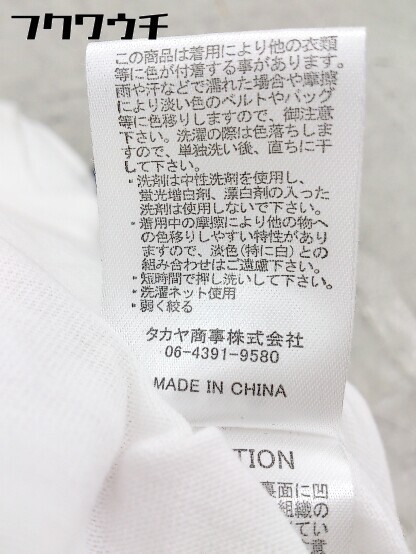 フクワウチ
この商品は着用により他の衣類
等に色が付着する事があります。
雨や汗などで濡れた場合や摩擦
により淡い色のベルトやバッグ
等に色移りしますので、御注意
下さい。洗濯の際は色落ちしま
すので、単独洗い後、直ちに干
して下さい。
・洗剤は中性洗剤を使用し、
蛍光増白剤、漂白剤の入った
洗剤は使用しないで下さい。
・着用中の摩擦により他の物へ
の色移りしやすい特性があり
ますので、淡色(特に白)との
組み合わせはご遠慮下さい。
・短時間で押し洗いして下さい。
・洗濯ネット使用
・弱く絞る
タカヤ商事株式会社
06-4391-9580
MADE IN CHINA
TION
裏面に凹
組織の
てい
意